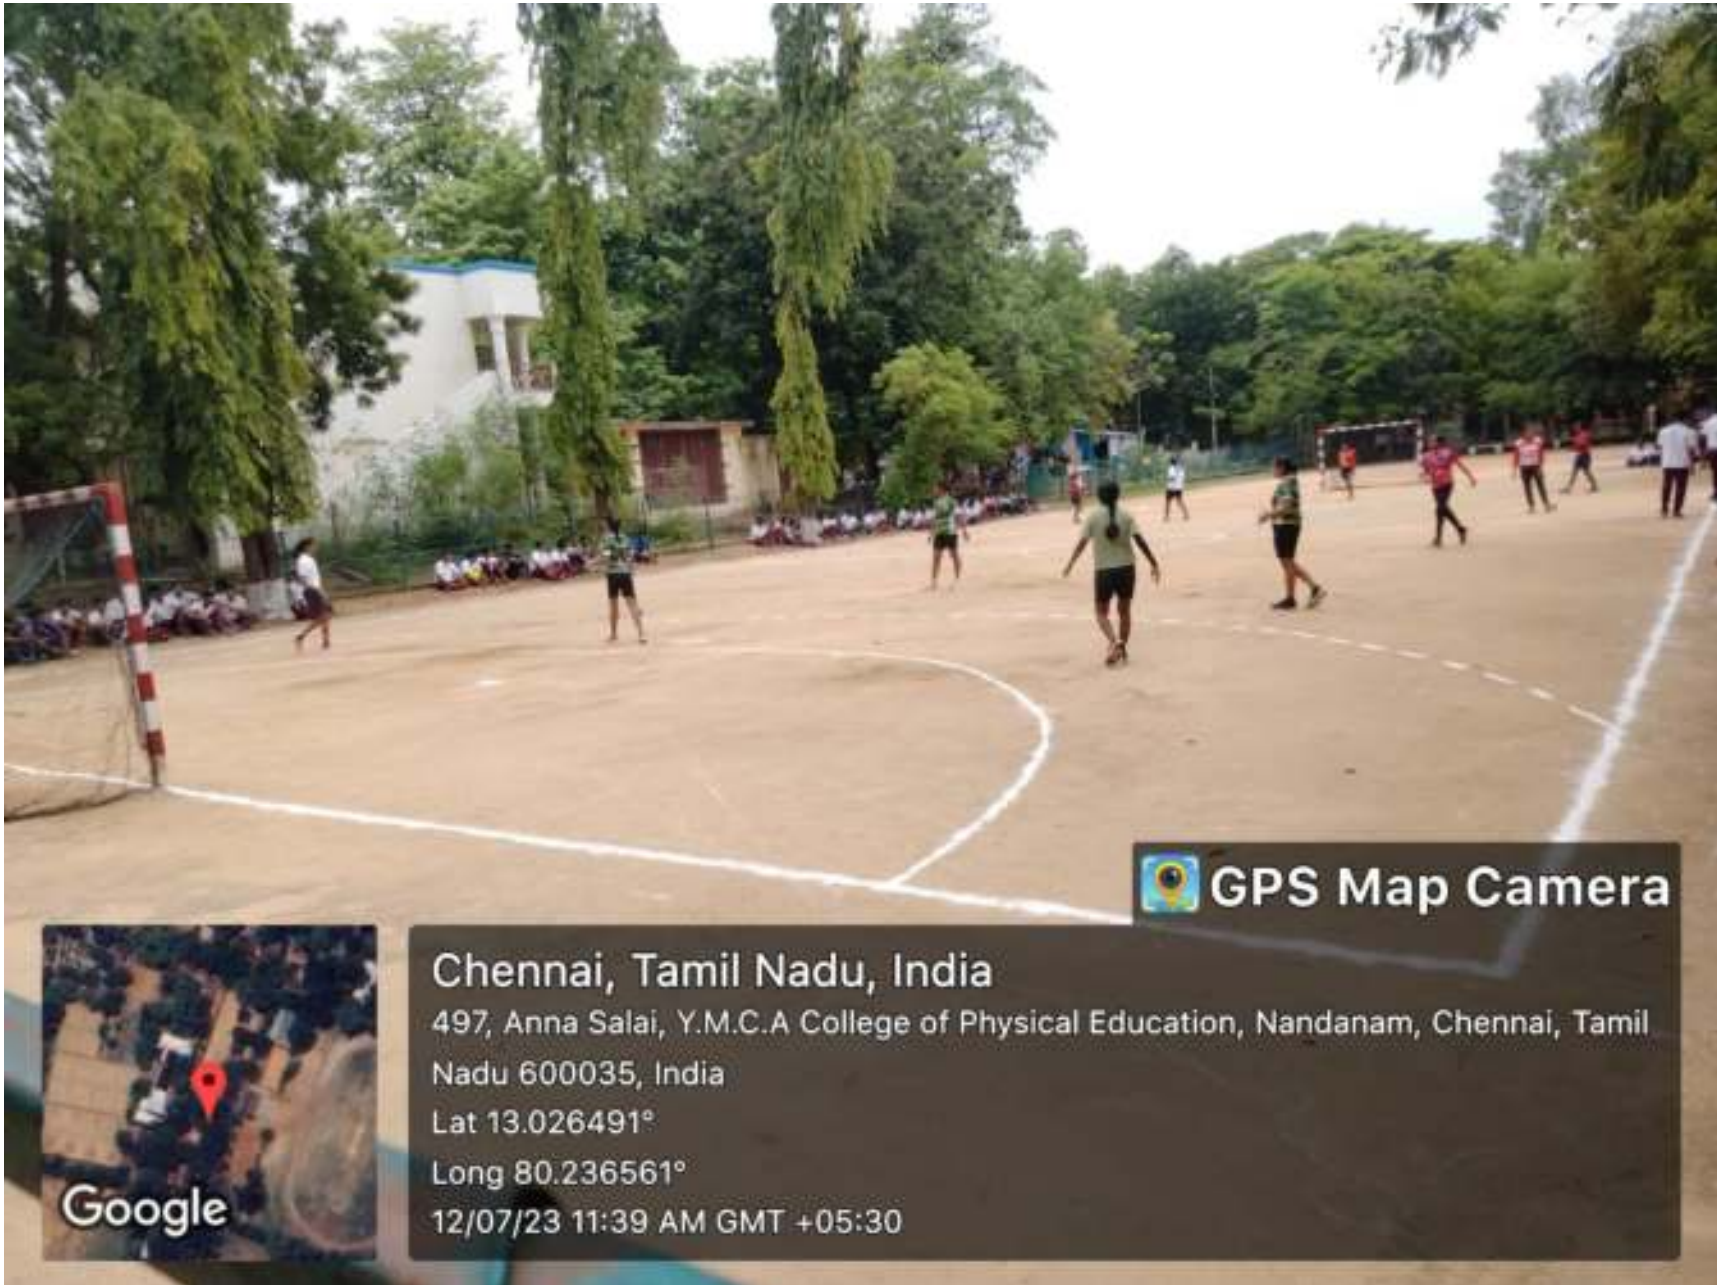 GPS Map Camera
Chennai, Tamil Nadu, India
497, Anna Salai, Y.M.C.A College of Physical Education, Nandanam, Chennai, Tamil
Nadu 600035, India
Lat 13.026491°
Long 80.236561°
12/07/23 11:39 AM GMT +05:30
Google